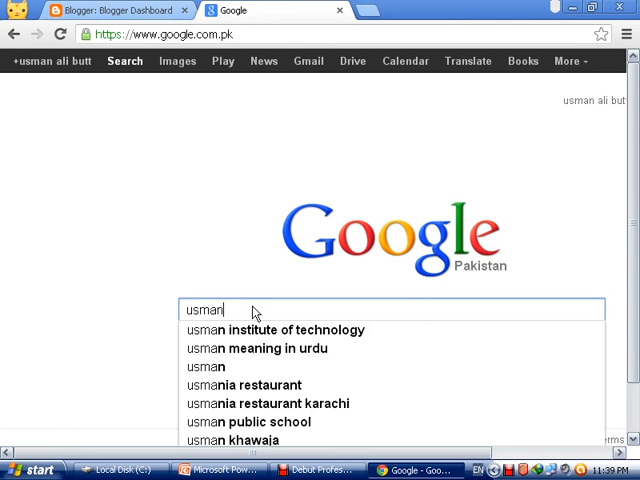 Blogger: Blogger Dashboard
Google
https://www.google.com.pk
+usman ali butt Search Images Play News Gmail Drive Calendar Translate Books More
usman ali but
Google
Pakistan
usman
usman institute of technology
usman meaning in urdu
usman
usmania restaurant
usmania restaurant karachi
usman public school
usman khawaja
erms
start Local Disk (C:) Microsoft Pow... Debut Profes... Google - Goo... EN 11:39 PM